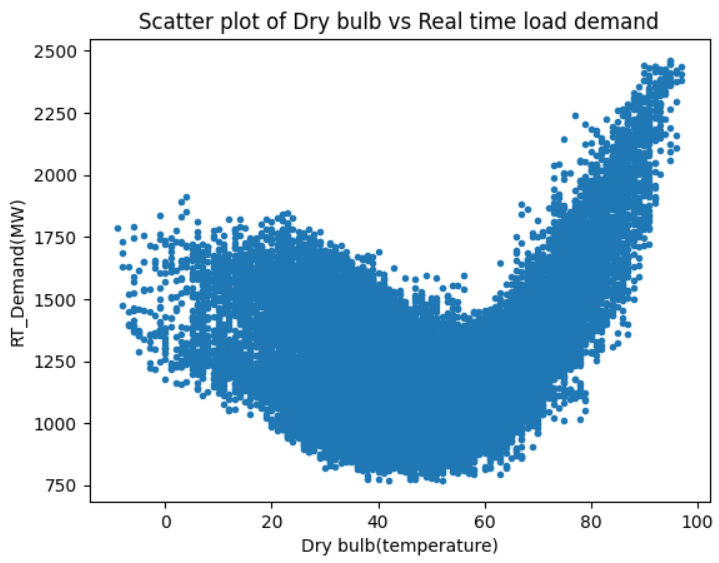 Scatter plot of Dry bulb vs Real time load demand
2500
2250
2000
1750
1500
1250
1000
750
RT_Demand(MW)
0 20 40 60 80 100
Dry bulb(temperature)